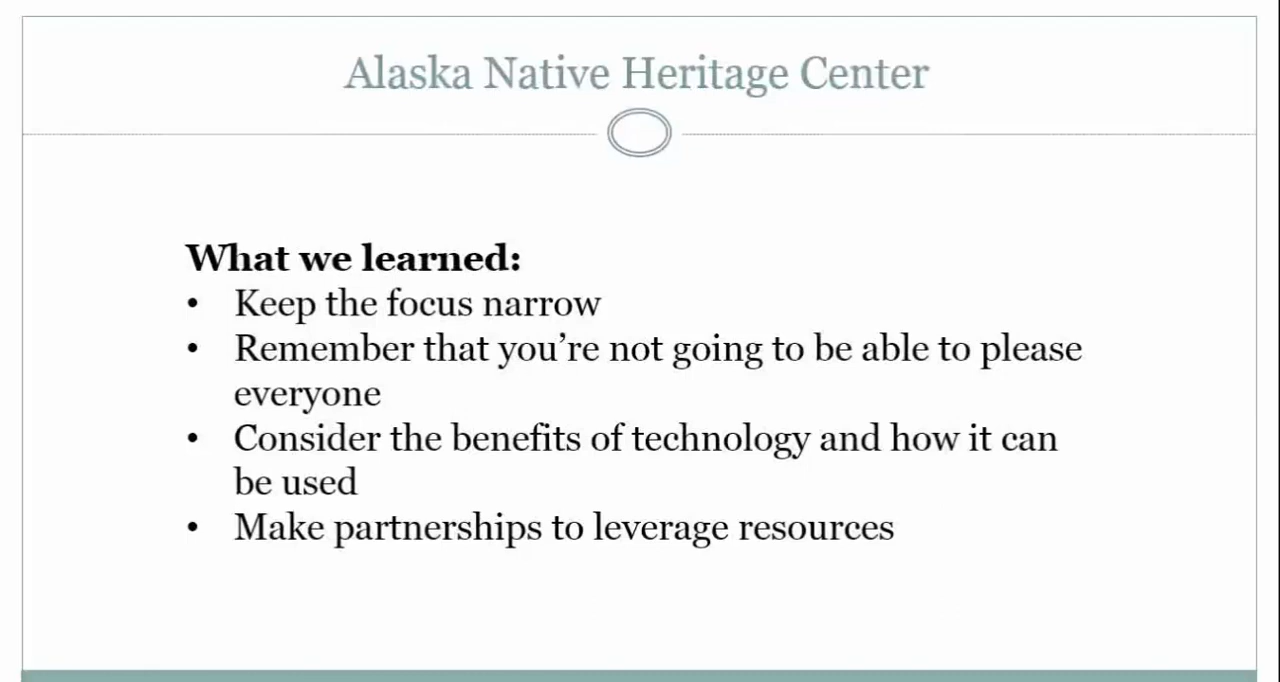 Alaska Native Heritage Center
What we learned:
• Keep the focus narrow
• Remember that you’re not going to be able to please
everyone
• Consider the benefits of technology and how it can
be used
• Make partnerships to leverage resources